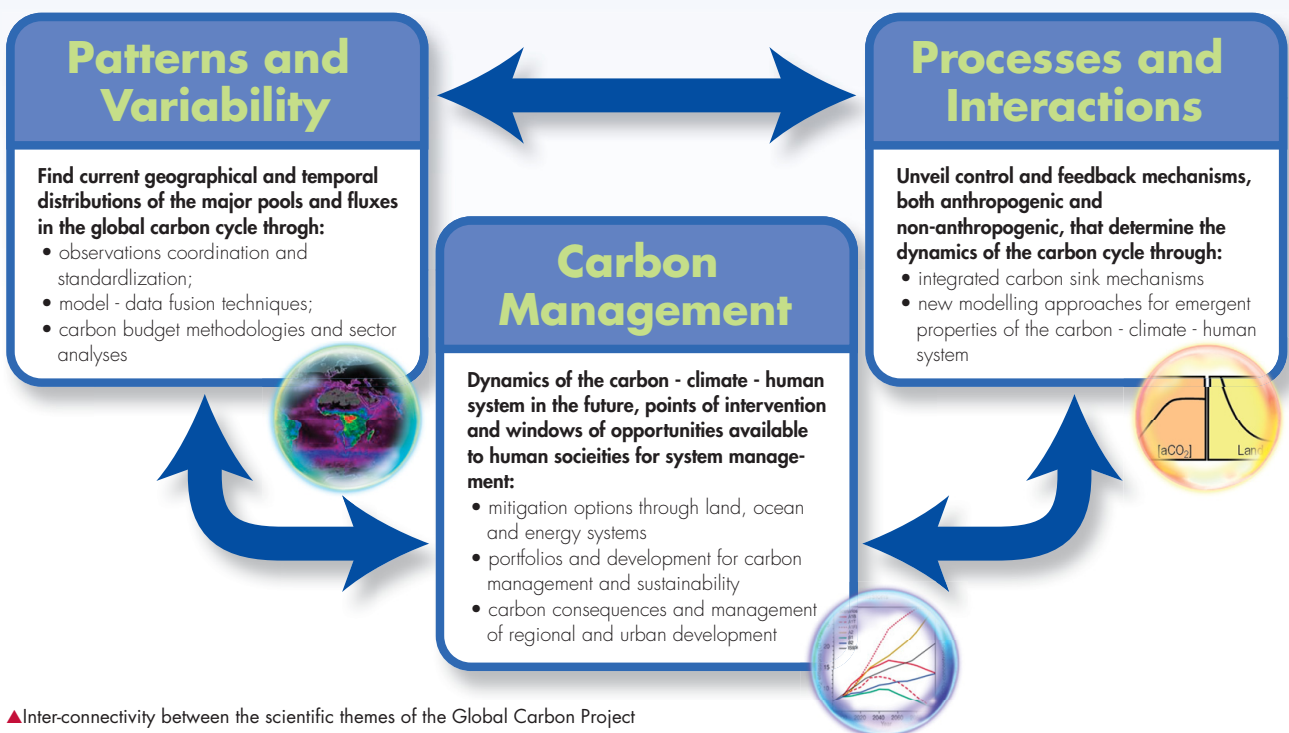 Patterns and
Variability
Find current geographical and temporal
distributions of the major pools and fluxes
in the global carbon cycle throgh:
• observations coordination and
standardlization;
• model - data fusion techniques;
• carbon budget methodologies and sector
analyses
Processes and
Interactions
Unveil control and feedback mechanisms,
both anthropogenic and
non-anthropogenic, that determine the
dynamics of the carbon cycle through:
• integrated carbon sink mechanisms
• new modelling approaches for emergent
properties of the carbon - climate - human
system
[aCO₂]
Land
Carbon
Management
Dynamics of the carbon - climate - human
system in the future, points of intervention
and windows of opportunities available
to human socieities for system manage-
ment:
• mitigation options through land, ocean
and energy systems
• portfolios and development for carbon
management and sustainability
• carbon consequences and management
of regional and urban development
▲Inter-connectivity between the scientific themes of the Global Carbon Project